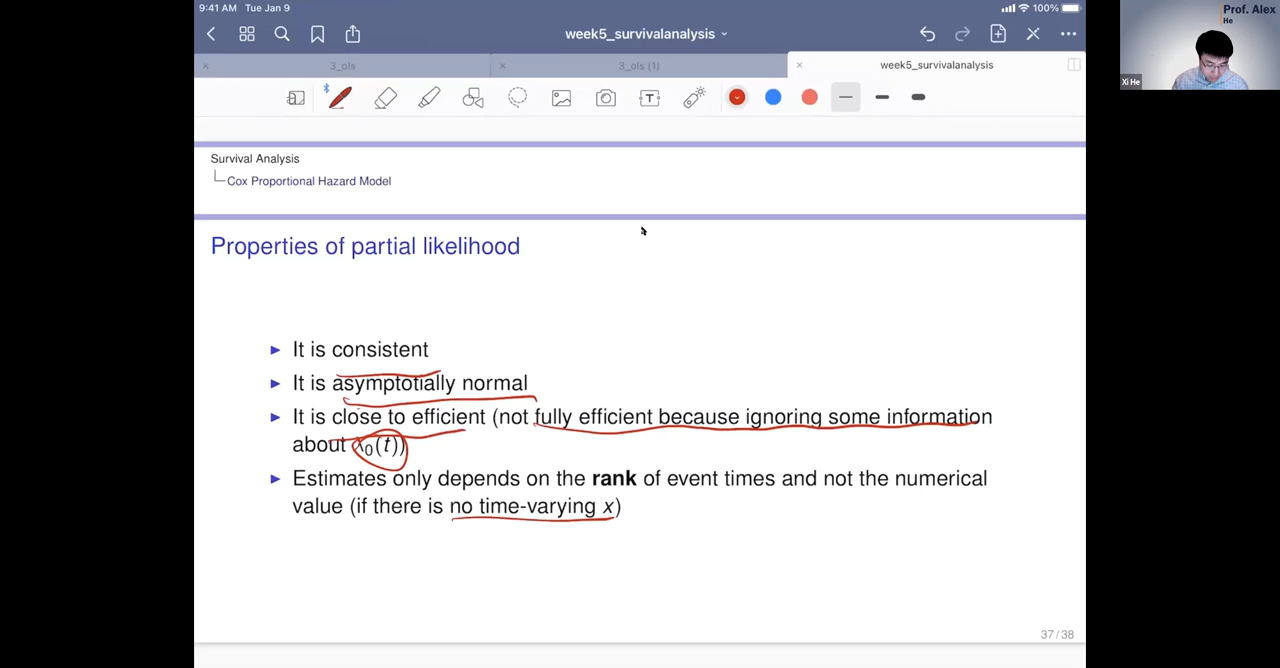 9:41 AM Tue Jan 9
100%
week5_survivalanalysis
3_ols
3_ols (1)
week5_survivalanalysis
T
Prof. Alex
He
Xi He
Survival Analysis
Cox Proportional Hazard Model
Properties of partial likelihood
▶ It is consistent
▶ It is asymptotially normal
▶ It is close to efficient (not fully efficient because ignoring some information
about λ₀(t))
▶ Estimates only depends on the rank of event times and not the numerical
value (if there is no time-varying x)
37 / 38